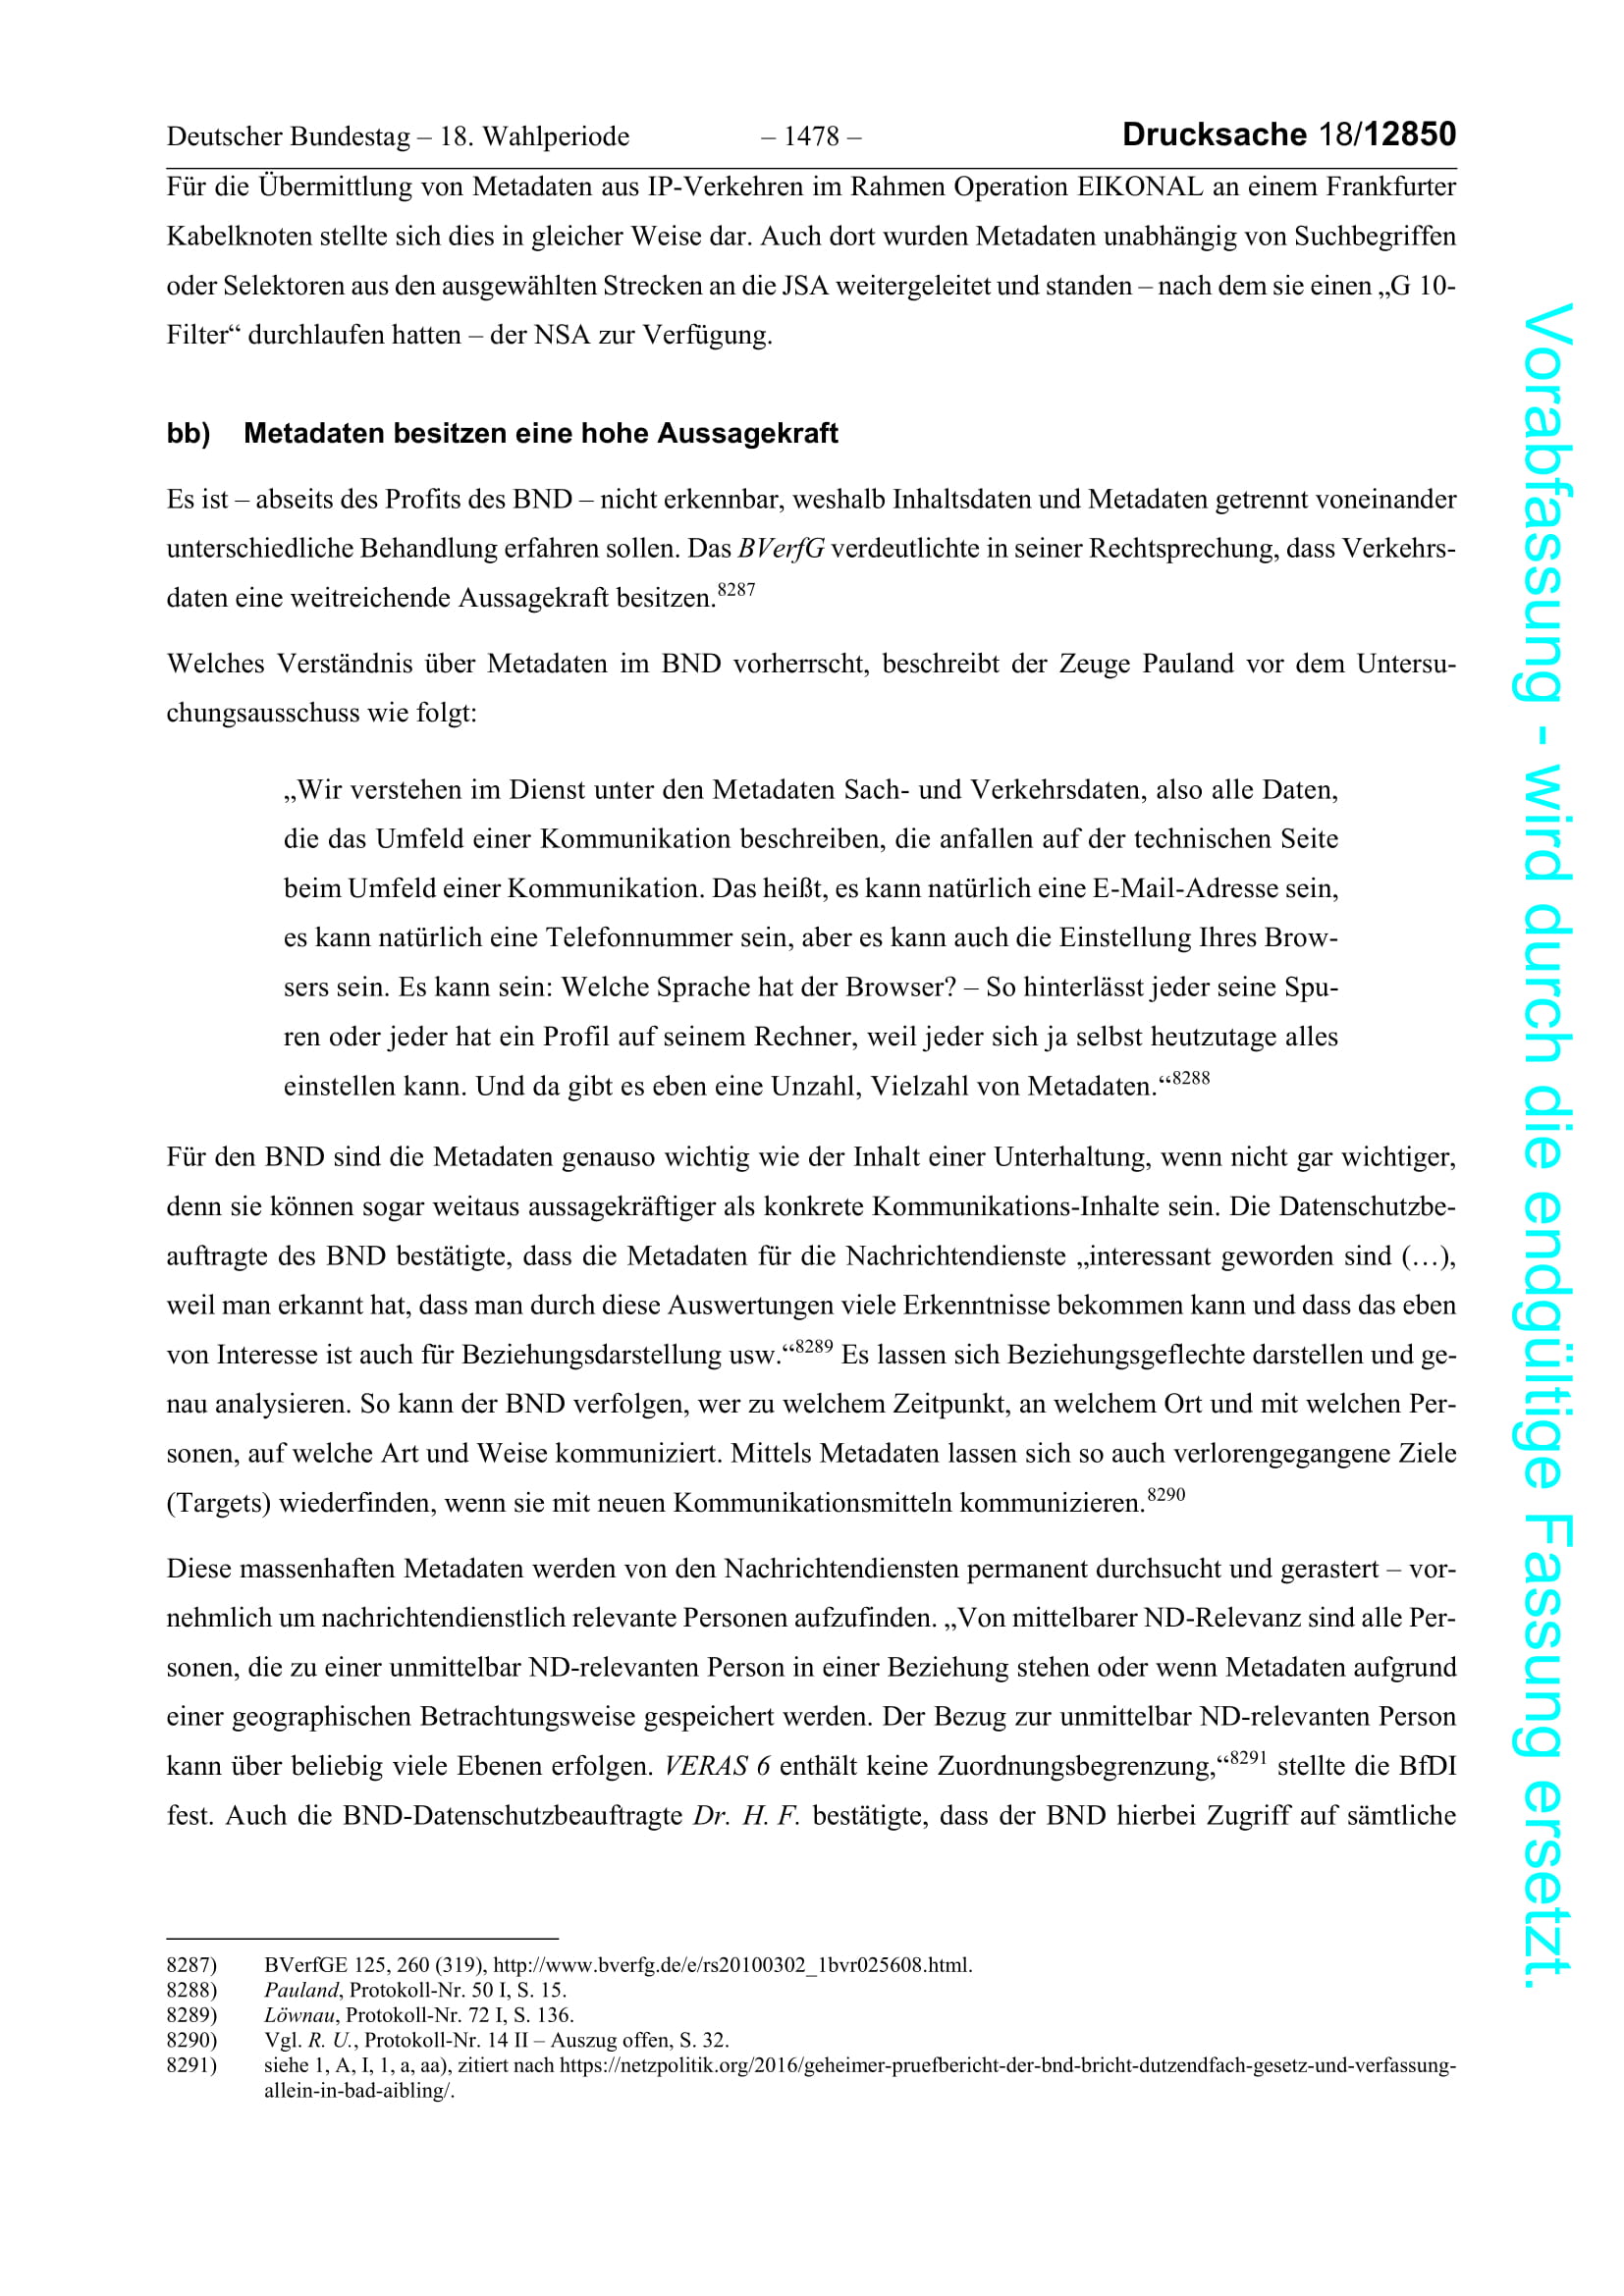 Deutscher Bundestag – 18. Wahlperiode – 1478 – Drucksache 18/12850
Für die Übermittlung von Metadaten aus IP-Verkehren im Rahmen Operation EIKONAL an einem Frankfurter
Kabelknoten stellte sich dies in gleicher Weise dar. Auch dort wurden Metadaten unabhängig von Suchbegriffen
oder Selektoren aus den ausgewählten Strecken an die JSA weitergeleitet und standen – nach dem sie einen „G 10-
Filter“ durchlaufen hatten – der NSA zur Verfügung.
bb) Metadaten besitzen eine hohe Aussagekraft
Es ist – abseits des Profits des BND – nicht erkennbar, weshalb Inhaltsdaten und Metadaten getrennt voneinander
unterschiedliche Behandlung erfahren sollen. Das BVerfG verdeutlichte in seiner Rechtsprechung, dass Verkehrs-
daten eine weitreichende Aussagekraft besitzen.8287
Welches Verständnis über Metadaten im BND vorherrscht, beschreibt der Zeuge Pauland vor dem Untersu-
chungsausschuss wie folgt:
„Wir verstehen im Dienst unter den Metadaten Sach- und Verkehrsdaten, also alle Daten,
die das Umfeld einer Kommunikation beschreiben, die anfallen auf der technischen Seite
beim Umfeld einer Kommunikation. Das heißt, es kann natürlich eine E-Mail-Adresse sein,
es kann natürlich eine Telefonnummer sein, aber es kann auch die Einstellung Ihres Brow-
sers sein. Es kann sein: Welche Sprache hat der Browser? – So hinterlässt jeder seine Spu-
ren oder jeder hat ein Profil auf seinem Rechner, weil jeder sich ja selbst heutzutage alles
einstellen kann. Und da gibt es eben eine Unzahl, Vielzahl von Metadaten.“8288
Für den BND sind die Metadaten genauso wichtig wie der Inhalt einer Unterhaltung, wenn nicht gar wichtiger,
denn sie können sogar weitaus aussagekräftiger als konkrete Kommunikations-Inhalte sein. Die Datenschutzbe-
auftragte des BND bestätigte, dass die Metadaten für die Nachrichtendienste „interessant geworden sind (…),
weil man erkannt hat, dass man durch diese Auswertungen viele Erkenntnisse bekommen kann und dass das eben
von Interesse ist auch für Beziehungsdarstellung usw.“8289 Es lassen sich Beziehungsgeflechte darstellen und ge-
nau analysieren. So kann der BND verfolgen, wer zu welchem Zeitpunkt, an welchem Ort und mit welchen Per-
sonen, auf welche Art und Weise kommuniziert. Mittels Metadaten lassen sich so auch verlorengegangene Ziele
(Targets) wiederfinden, wenn sie mit neuen Kommunikationsmitteln kommunizieren.8290
Diese massenhaften Metadaten werden von den Nachrichtendiensten permanent durchsucht und gerastert – vor-
nehmlich um nachrichtendienstlich relevante Personen aufzufinden. „Von mittelbarer ND-Relevanz sind alle Per-
sonen, die zu einer unmittelbar ND-relevanten Person in einer Beziehung stehen oder wenn Metadaten aufgrund
einer geographischen Betrachtungsweise gespeichert werden. Der Bezug zur unmittelbar ND-relevanten Person
kann über beliebig viele Ebenen erfolgen. VERAS 6 enthält keine Zuordnungsbegrenzung,“8291 stellte die BfDI
fest. Auch die BND-Datenschutzbeauftragte Dr. H. F. bestätigte, dass der BND hierbei Zugriff auf sämtliche
8287) BVerfGE 125, 260 (319), http://www.bverfg.de/e/rs20100302_1bvr025608.html.
8288) Pauland, Protokoll-Nr. 50 I, S. 15.
8289) Löwnau, Protokoll-Nr. 72 I, S. 136.
8290) Vgl. R. U., Protokoll-Nr. 14 II – Auszug offen, S. 32.
8291) siehe 1, A, I, 1, a, aa), zitiert nach https://netzpolitik.org/2016/geheimer-pruefbericht-der-bnd-bricht-dutzendfach-gesetz-und-verfassung-
allein-in-bad-aibling/.
Vorabfassung - wird durch die endgültige Fassung ersetzt.